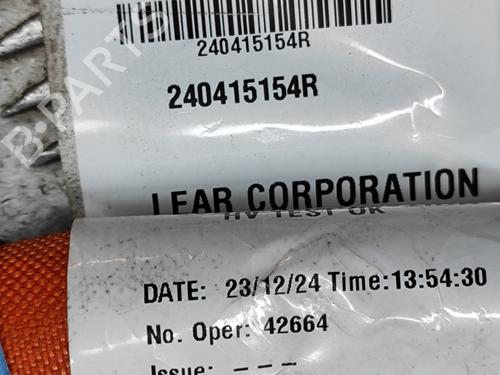 240415154R
240415154R
LEAR CORPORATION
HV TEST OK
DATE: 23/12/24 Time:13:54:30
No. Oper: 42664
Issue: - - -
B-PARTS